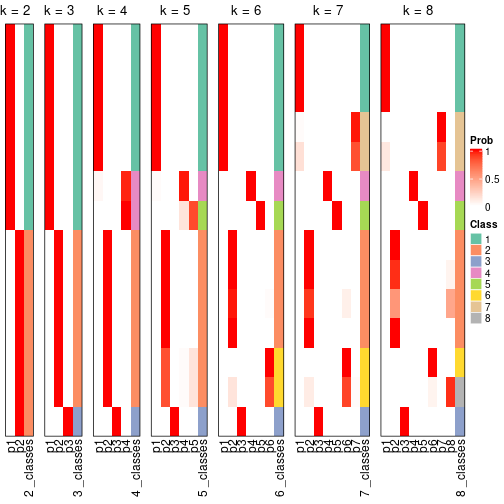 k = 2
k = 3
k = 4
k = 5
k = 6
k = 7
k = 8
Prob
1
0.5
0
Class
1
2
3
4
5
6
7
8
p1
p2
2_classes
p1
p2
p3
3_classes
p1
p2
p3
p4
4_classes
p1
p2
p3
p4
p5
5_classes
p1
p2
p3
p4
p5
p6
6_classes
p1
p2
p3
p4
p5
p6
p7
7_classes
p1
p2
p3
p4
p5
p6
p7
p8
8_classes